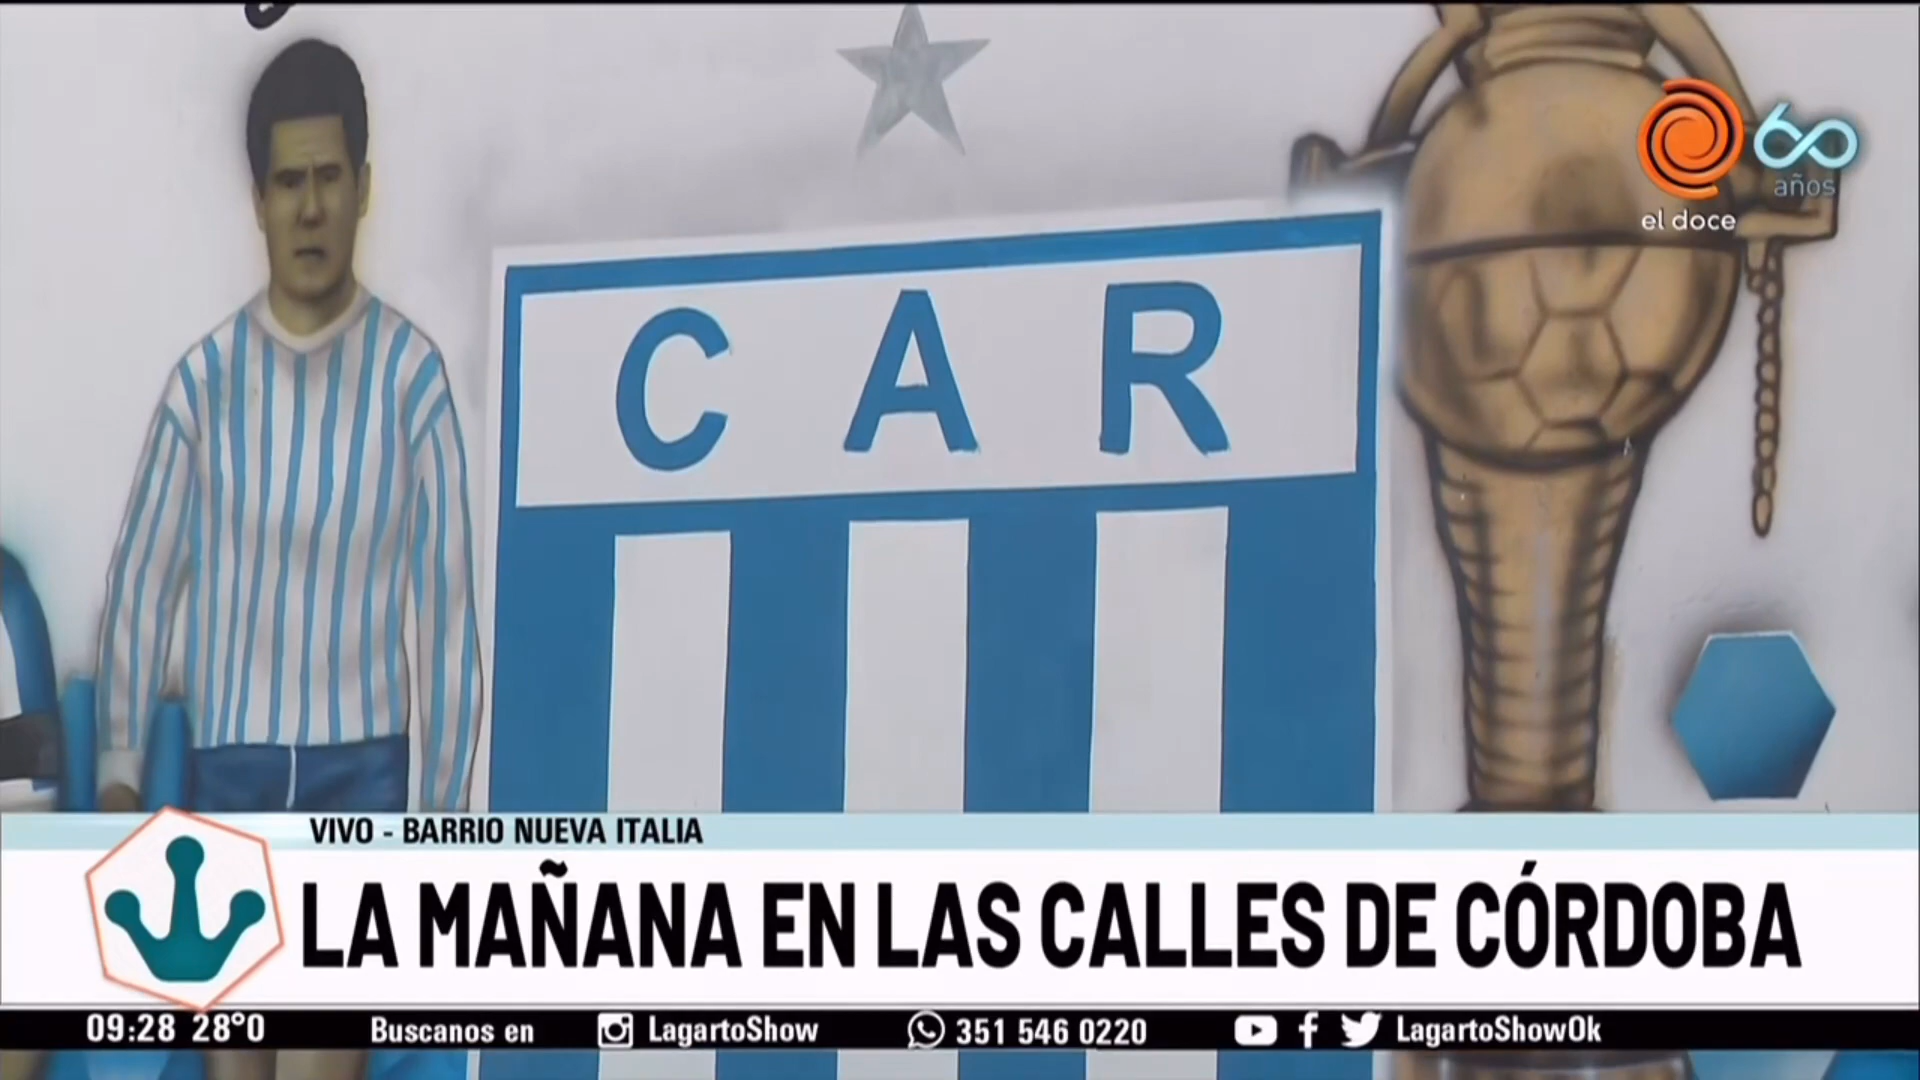 60
años
el doce
C A R
VIVO - BARRIO NUEVA ITALIA
LA MAÑANA EN LAS CALLES DE CÓRDOBA
09:28 28°0 Buscanos en LagartoShow 351 546 0220 LagartoShowOk